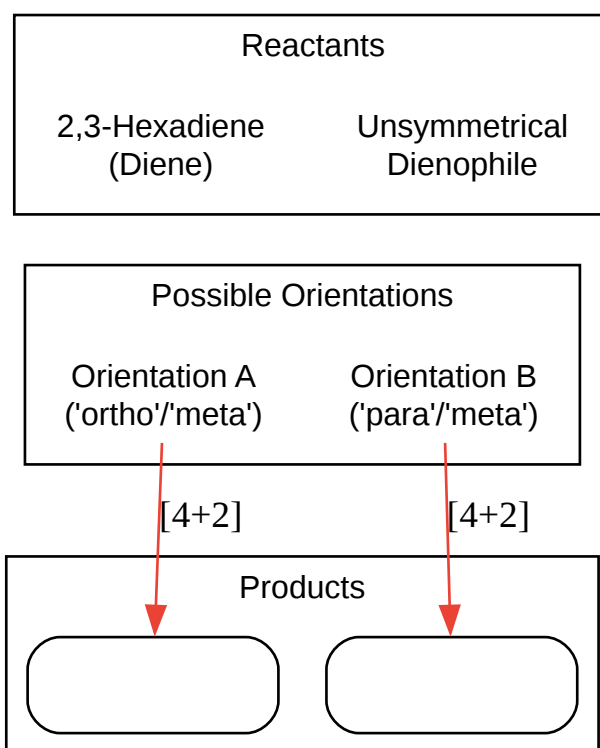 Reactants
2,3-Hexadiene
(Diene)
Unsymmetrical
Dienophile
Possible Orientations
Orientation A
('ortho'/'meta')
Orientation B
('para'/'meta')
[4+2]
[4+2]
Products